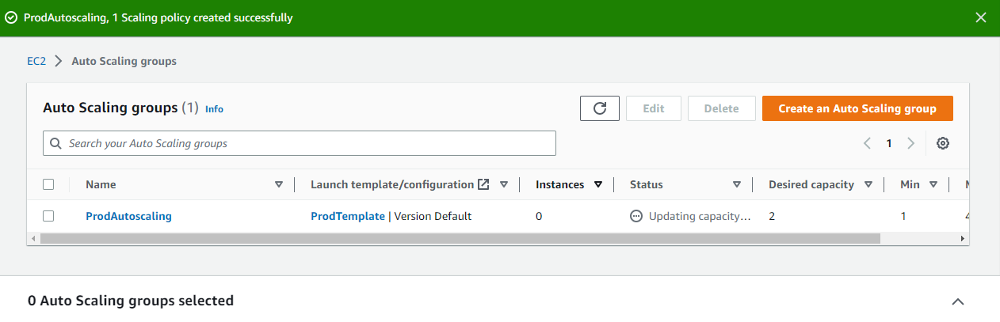 ProdAutoscaling, 1 Scaling policy created successfully
EC2 Auto Scaling groups
Auto Scaling groups (1) Info
Edit Delete Create an Auto Scaling group
Search your Auto Scaling groups
1
Name Launch template/configuration Instances Status Desired capacity Min
ProdAutoscaling ProdTemplate | Version Default 0 Updating capacity... 2 1 4
0 Auto Scaling groups selected